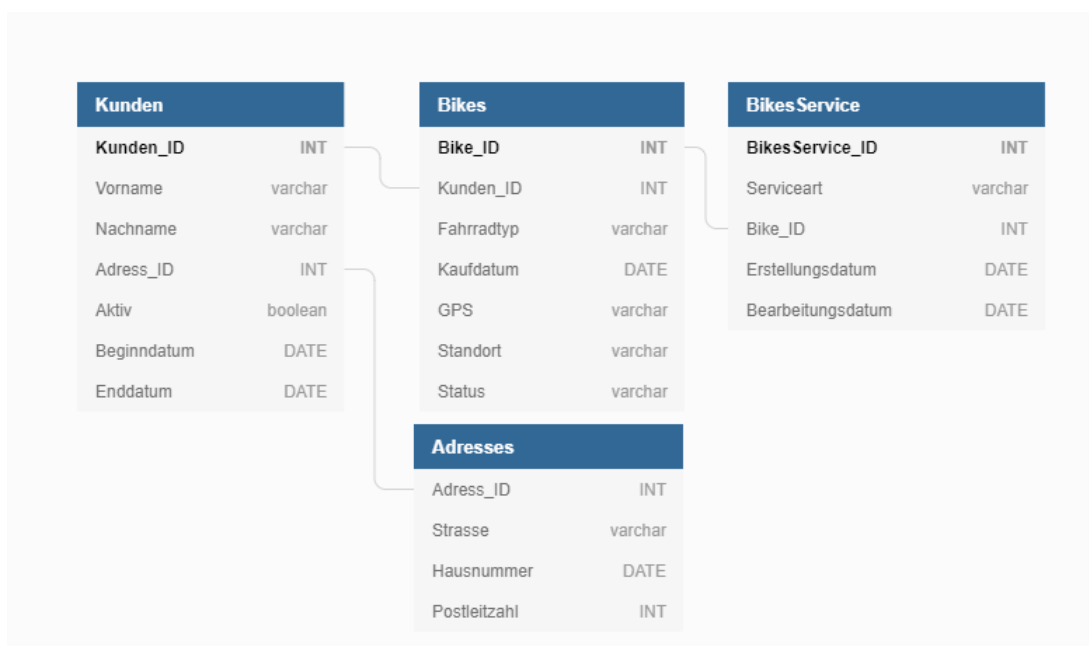 Kunden
Kunden_ID INT
Vorname varchar
Nachname varchar
Adress_ID INT
Aktiv boolean
Beginndatum DATE
Enddatum DATE
Bikes
Bike_ID INT
Kunden_ID INT
Fahrradtyp varchar
Kaufdatum DATE
GPS varchar
Standort varchar
Status varchar
BikesService
BikesService_ID INT
Serviceart varchar
Bike_ID INT
Erstellungsdatum DATE
Bearbeitungsdatum DATE
Adresses
Adress_ID INT
Strasse varchar
Hausnummer DATE
Postleitzahl INT